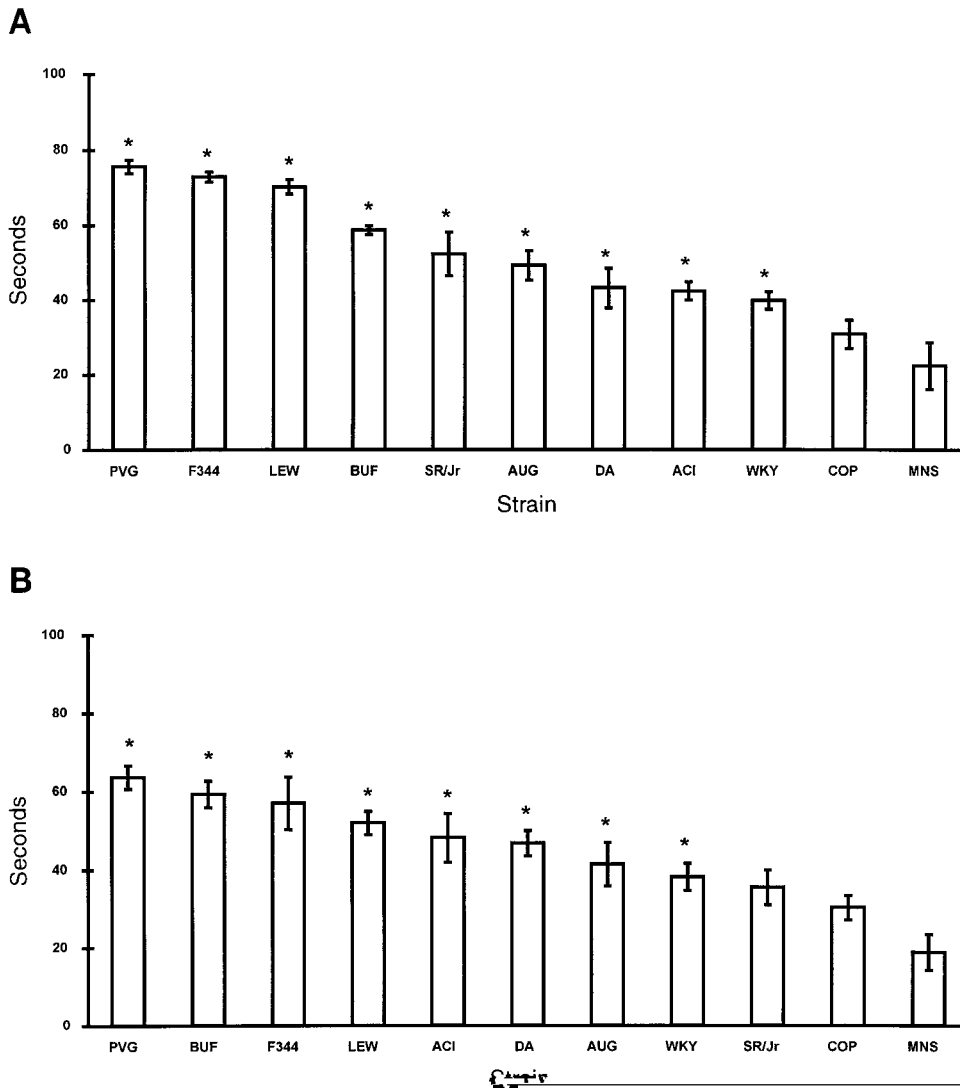 A
100
80
60
40
20
0
Seconds
* * * * * * * * *
PVG F344 LEW BUF SR/Jr AUG DA ACI WKY COP MNS
Strain
B
100
80
60
40
20
0
Seconds
* * * * * * * *
PVG BUF F344 LEW ACI DA AUG WKY SR/Jr COP MNS